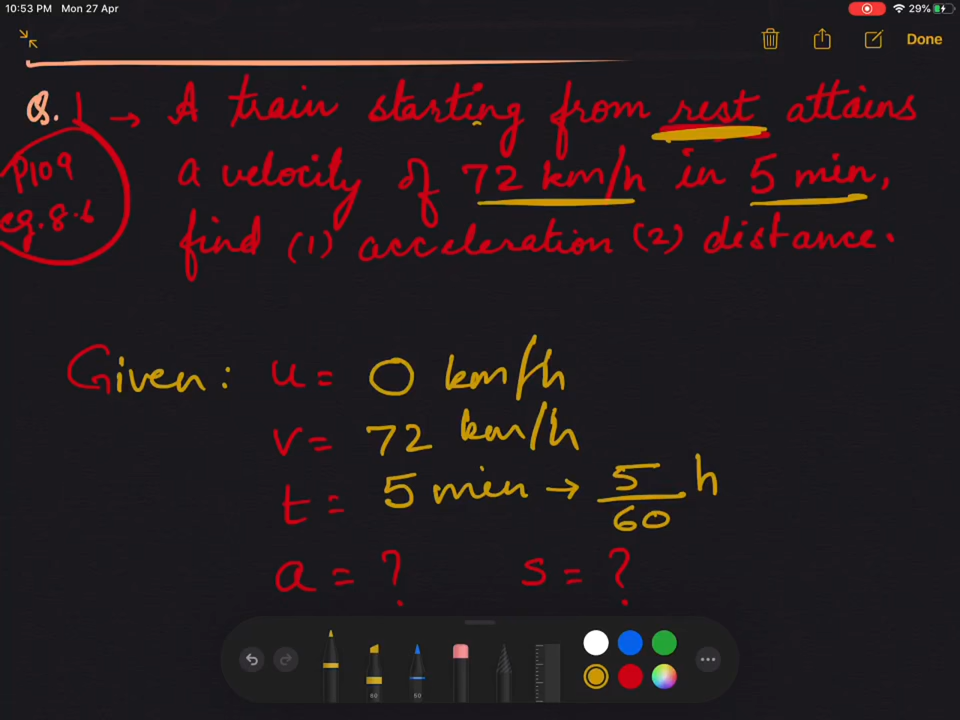 10:53 PM Mon 27 Apr 29%
Done
Q. 1 → A train starting from rest attains
P109
eg. 8.6
a velocity of 72 km/h in 5 min,
find (1) acceleration (2) distance.
Given: u = 0 km/h
v = 72 km/h
t = 5 min → 5/60 h
a = ? s = ?
60 60